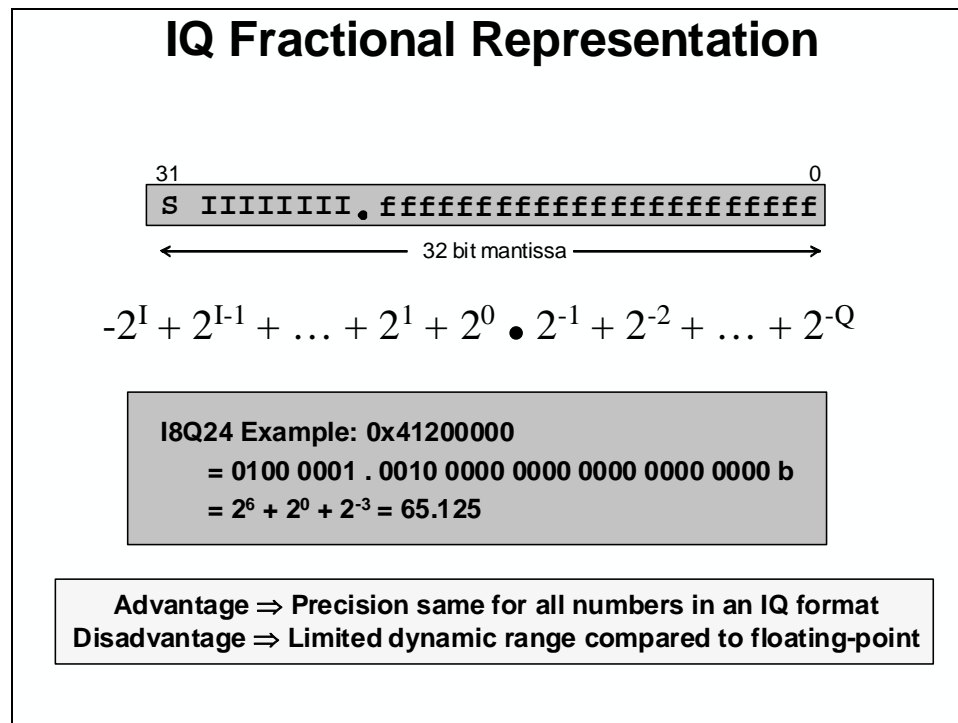 IQ Fractional Representation
31 0
S IIIIIIII.fffffffffffffffffffffff
32 bit mantissa
-2^I + 2^(I-1) + … + 2^1 + 2^0 • 2^-1 + 2^-2 + … + 2^-Q
I8Q24 Example: 0x41200000
= 0100 0001 . 0010 0000 0000 0000 0000 0000 b
= 2^6 + 2^0 + 2^-3 = 65.125
Advantage ⇒ Precision same for all numbers in an IQ format
Disadvantage ⇒ Limited dynamic range compared to floating-point